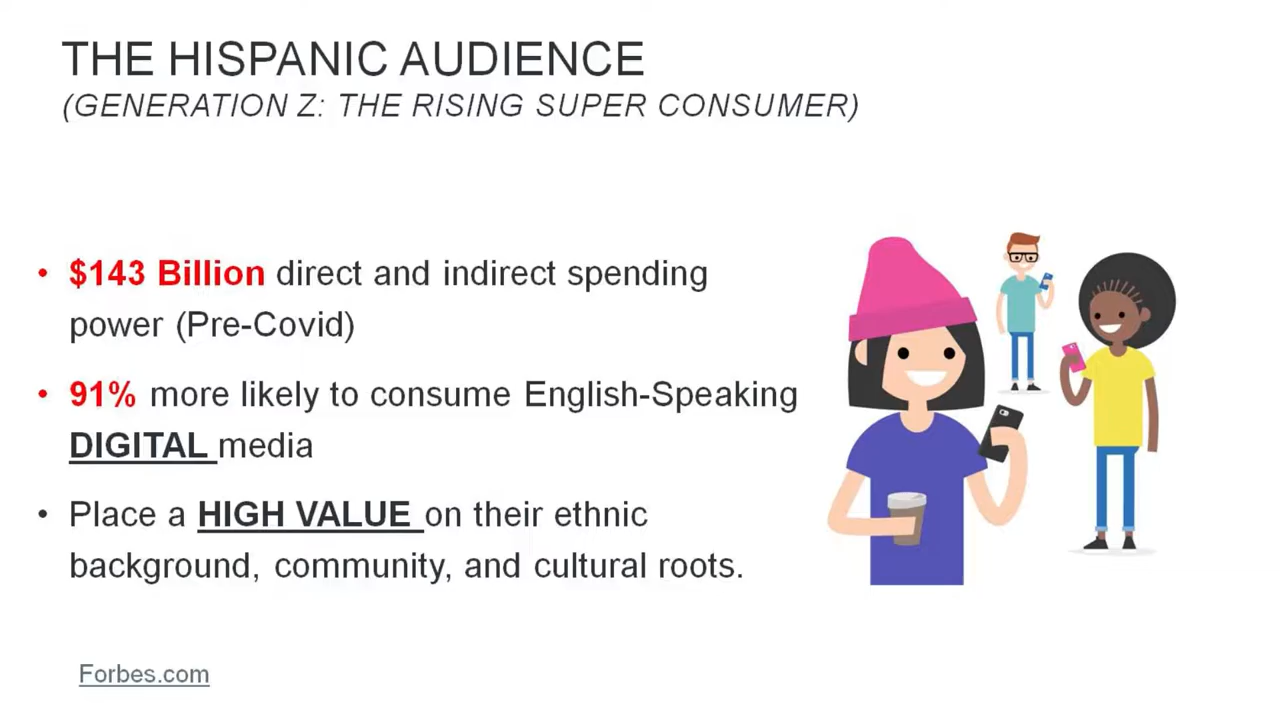 THE HISPANIC AUDIENCE
(GENERATION Z: THE RISING SUPER CONSUMER)
• $143 Billion direct and indirect spending
power (Pre-Covid)
• 91% more likely to consume English-Speaking
DIGITAL media
• Place a HIGH VALUE on their ethnic
background, community, and cultural roots.
Forbes.com